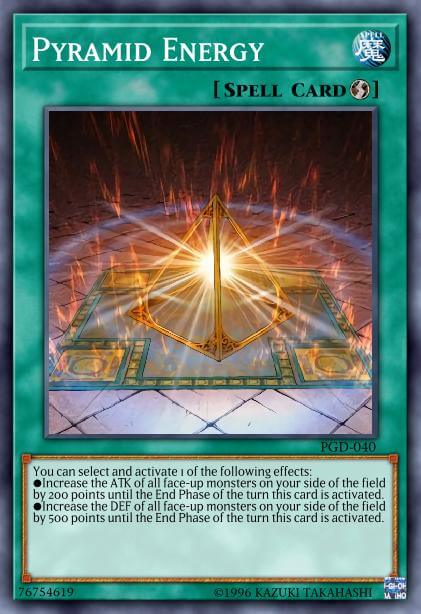 Pyramid Energy
SPELL
魔
[Spell Card]
PGD-040
You can select and activate 1 of the following effects:
●Increase the ATK of all face-up monsters on your side of the field
by 200 points until the End Phase of the turn this card is activated.
●Increase the DEF of all face-up monsters on your side of the field
by 500 points until the End Phase of the turn this card is activated.
76754619
©1996 KAZUKI TAKAHASHI